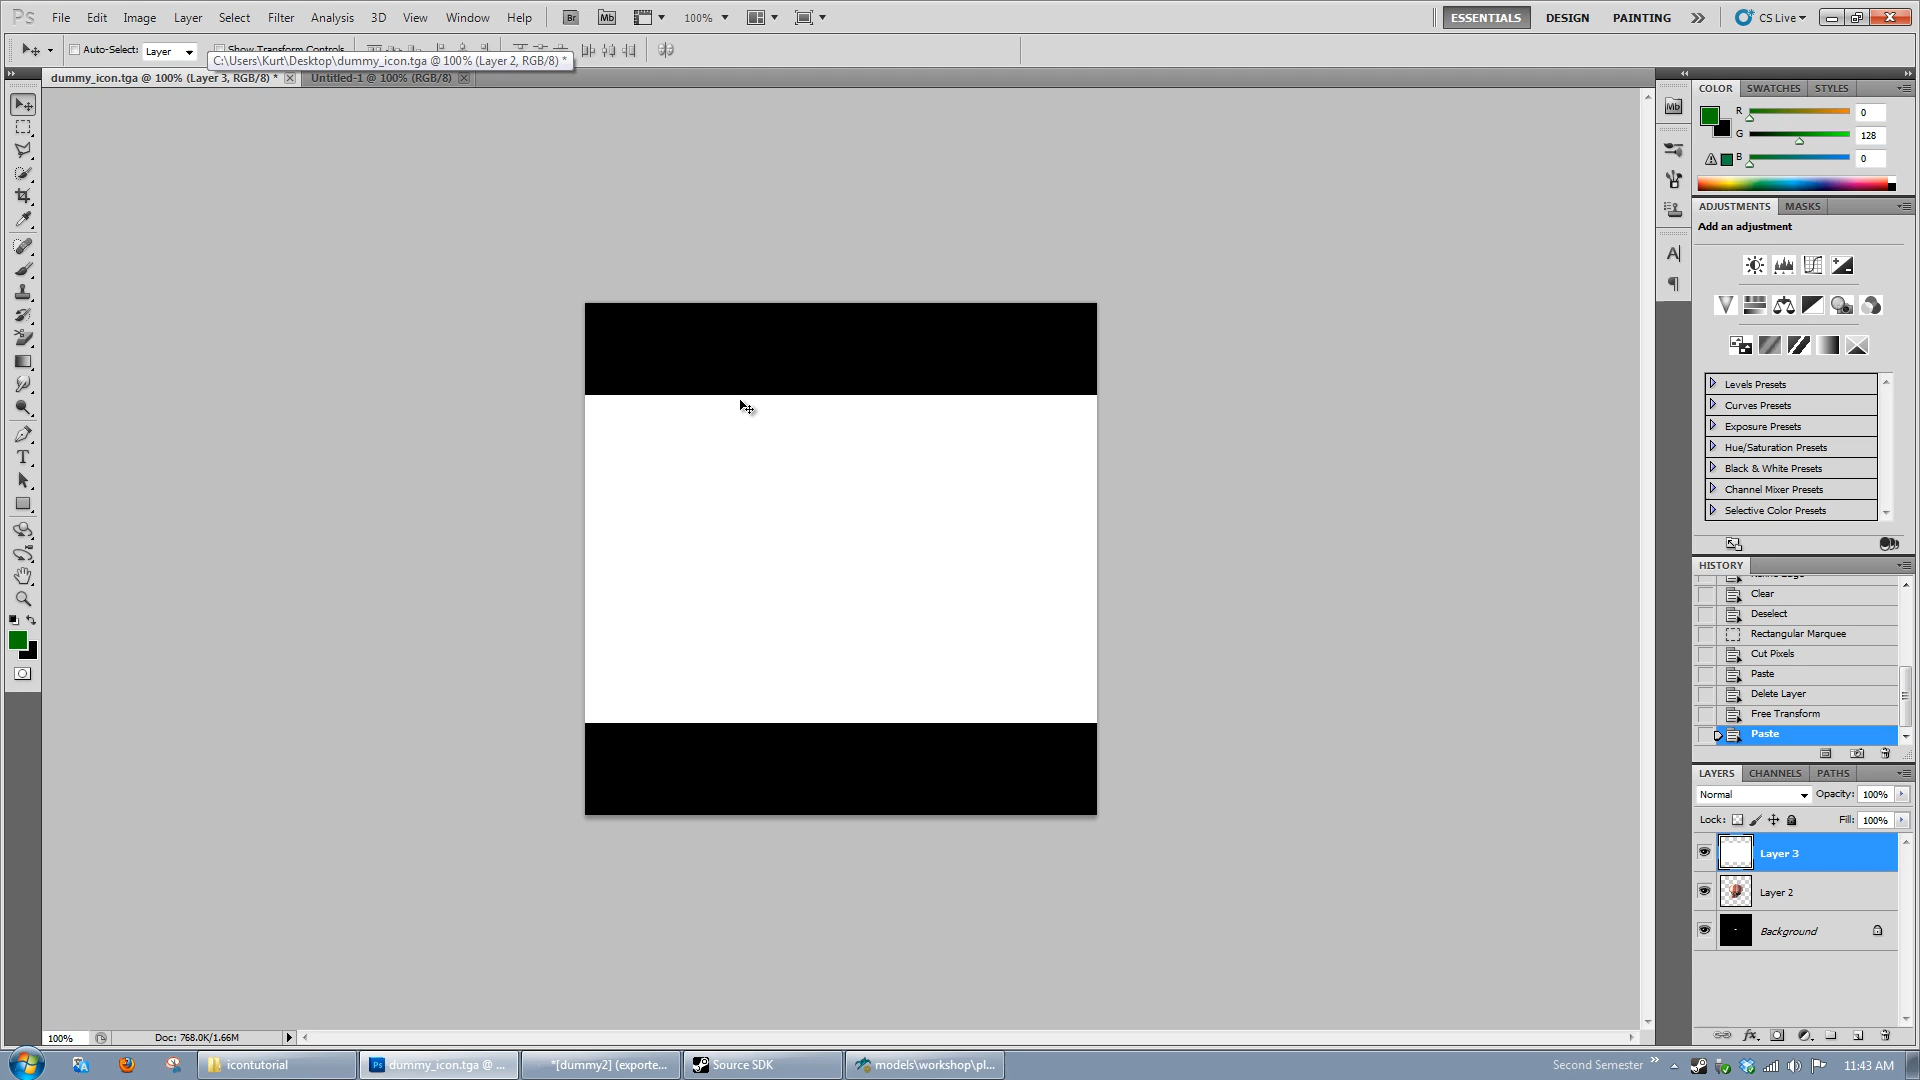 Ps File Edit Image Layer Select Filter Analysis 3D View Window Help Br Mb 100% ESSENTIALS DESIGN PAINTING CS Live
Auto-Select: Layer Show Transform Controls
C:\Users\Kurt\Desktop\dummy_icon.tga @ 100% (Layer 2, RGB/8) *
dummy_icon.tga @ 100% (Layer 3, RGB/8) * Untitled-1 @ 100% (RGB/8)
COLOR SWATCHES STYLES
Mb
R 0
G 128
B 0
ADJUSTMENTS MASKS
Add an adjustment
Levels Presets
Curves Presets
Exposure Presets
Hue/Saturation Presets
Black & White Presets
Channel Mixer Presets
Selective Color Presets
HISTORY
Clear
Deselect
Rectangular Marquee
Cut Pixels
Paste
Delete Layer
Free Transform
Paste
LAYERS CHANNELS PATHS
Normal Opacity: 100%
Lock: Fill: 100%
Layer 3
Layer 2
Background
100% Doc: 768.0K/1.66M
icontutorial Ps dummy_icon.tga @ ... *[dummy2] (exporte... Source SDK models\workshop\pl... Second Semester 11:43 AM